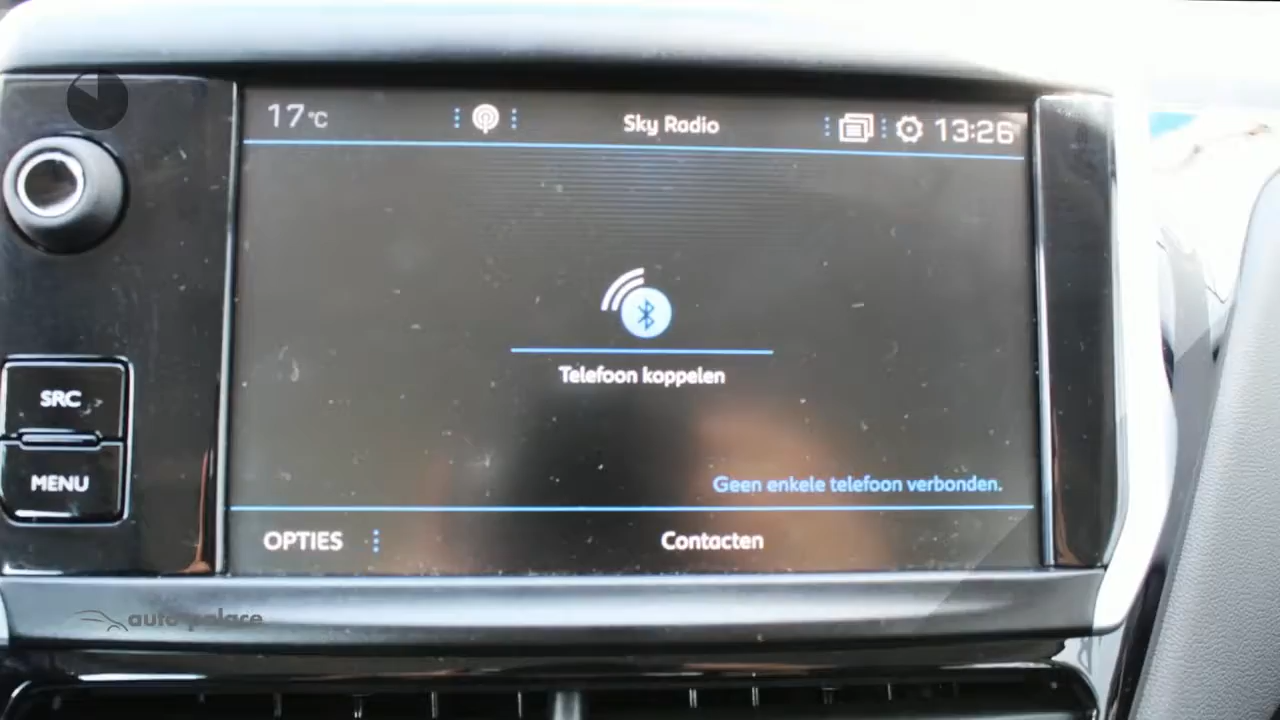 17°C
Sky Radio
13:26
SRC
MENU
Telefoon koppelen
Geen enkele telefoon verbonden.
OPTIES
Contacten
auto palace